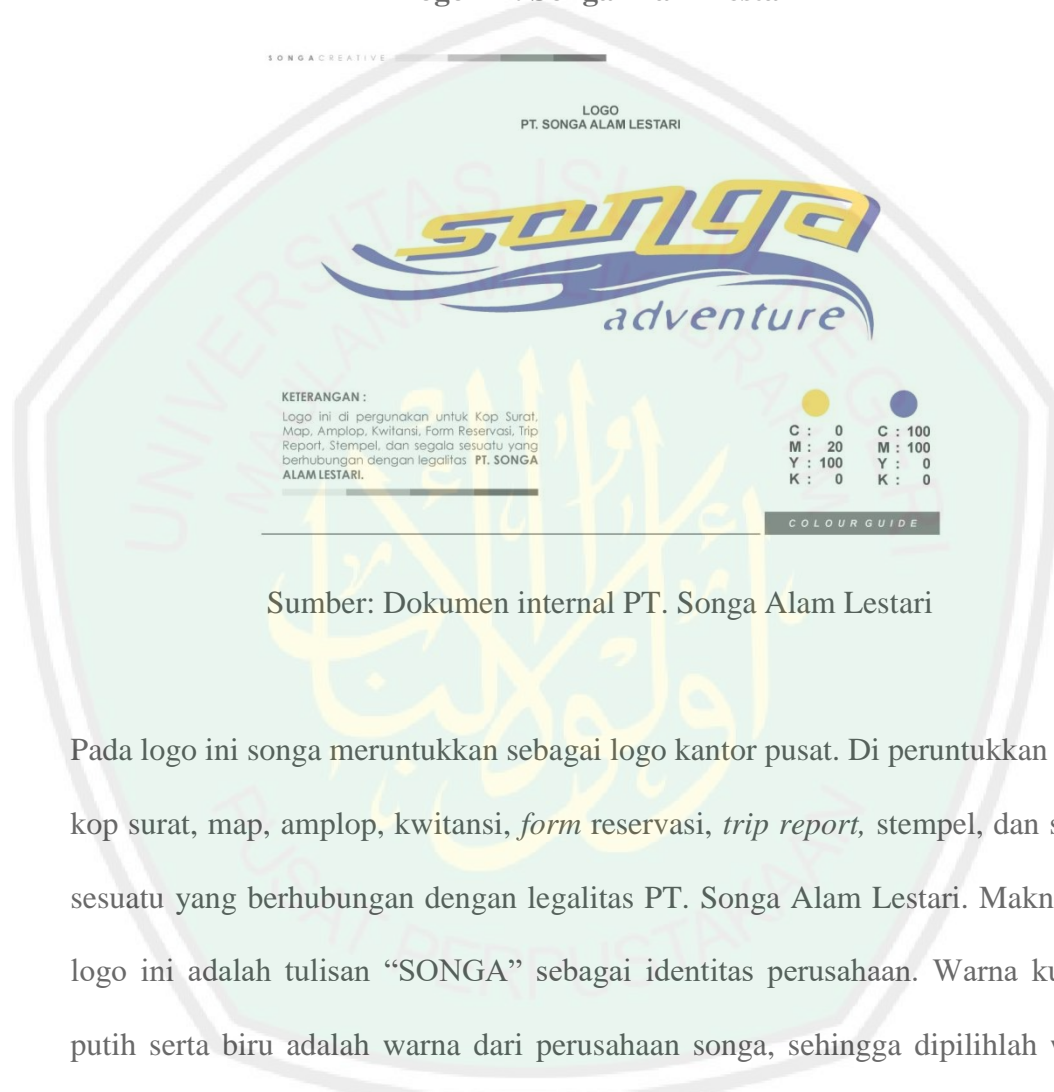 SONGACREATIVE
LOGO
PT. SONGA ALAM LESTARI
songa
adventure
KETERANGAN :
Logo ini di pergunakan untuk Kop Surat,
Map, Amplop, Kwitansi, Form Reservasi, Trip
Report, Stempel, dan segala sesuatu yang
berhubungan dengan legalitas PT. SONGA
ALAM LESTARI.
C : 0 C : 100
M : 20 M : 100
Y : 100 Y : 0
K : 0 K : 0
COLOUR GUIDE
Sumber: Dokumen internal PT. Songa Alam Lestari
Pada logo ini songa meruntukkan sebagai logo kantor pusat. Di peruntukkan
kop surat, map, amplop, kwitansi, form reservasi, trip report, stempel, dan
sesuatu yang berhubungan dengan legalitas PT. Songa Alam Lestari.
logo ini adalah tulisan “SONGA” sebagai identitas perusahaan. Warna
putih serta biru adalah warna dari perusahaan songa, sehingga dipilihlah
PUSAT PERPUSTAKAAN